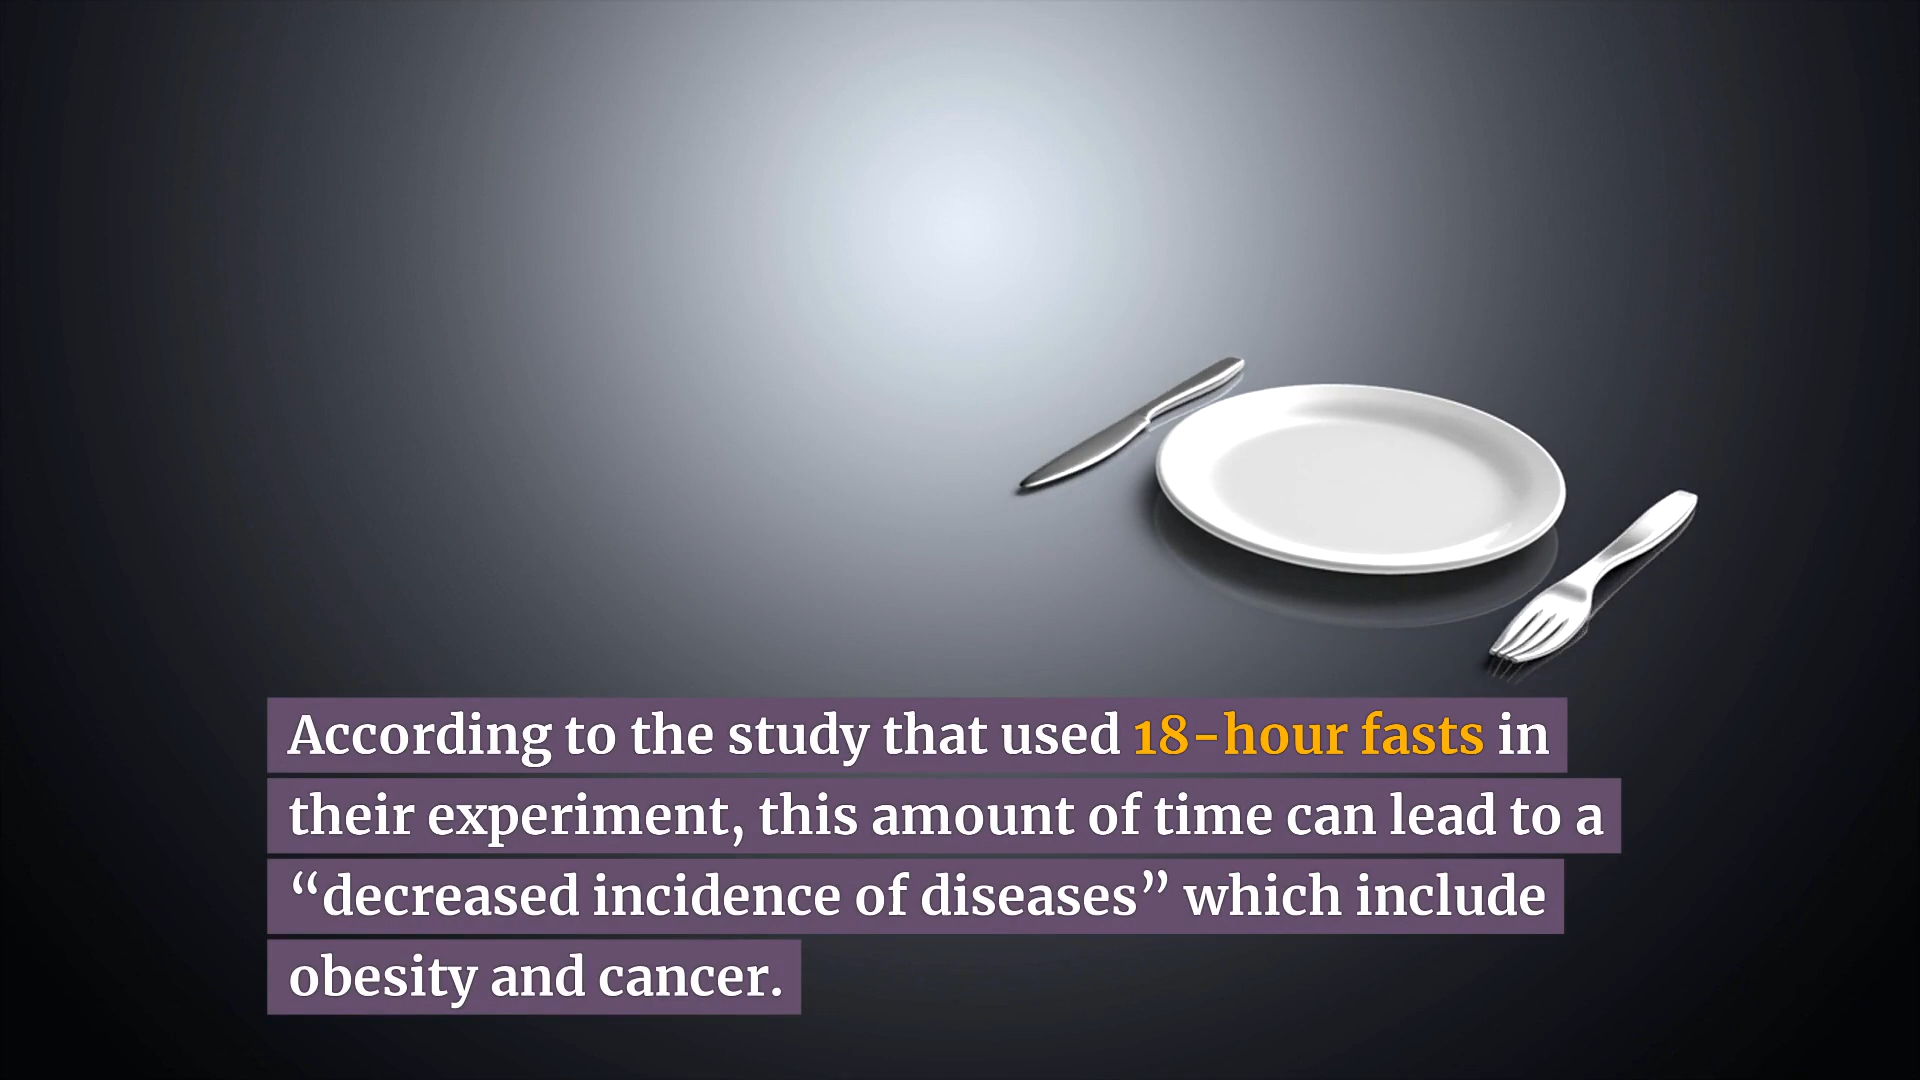 According to the study that used 18-hour fasts in
their experiment, this amount of time can lead to a
“decreased incidence of diseases” which include
obesity and cancer.